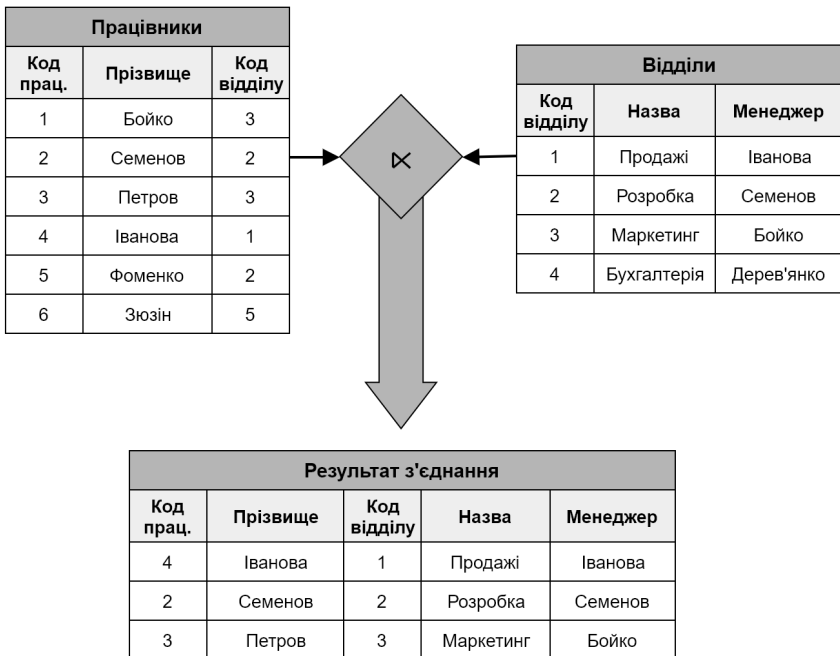 Працівники
Код прац. Прізвище Код відділу
1 Бойко 3
2 Семенов 2
3 Петров 3
4 Іванова 1
5 Фоменко 2
6 Зюзін 5
⋉
Відділи
Код відділу Назва Менеджер
1 Продажі Іванова
2 Розробка Семенов
3 Маркетинг Бойко
4 Бухгалтерія Дерев'янко
Результат з'єднання
Код прац. Прізвище Код відділу Назва Менеджер
4 Іванова 1 Продажі Іванова
2 Семенов 2 Розробка Семенов
3 Петров 3 Маркетинг Бойко